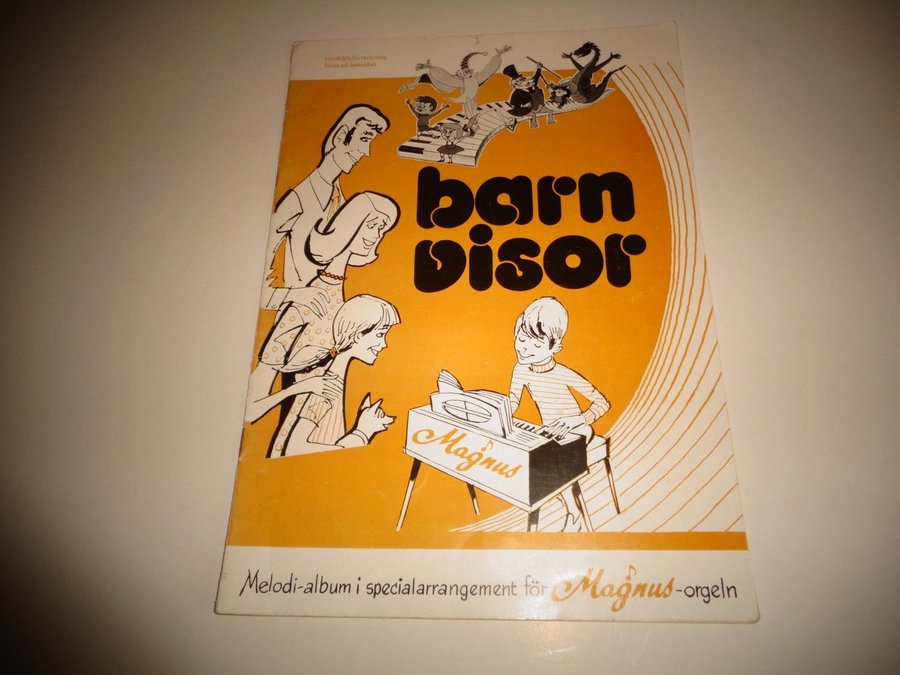 Innehållsförteckning
finns på baksidan
barn
visor
Magnus
Melodi-album i specialarrangement för Magnus-orgeln